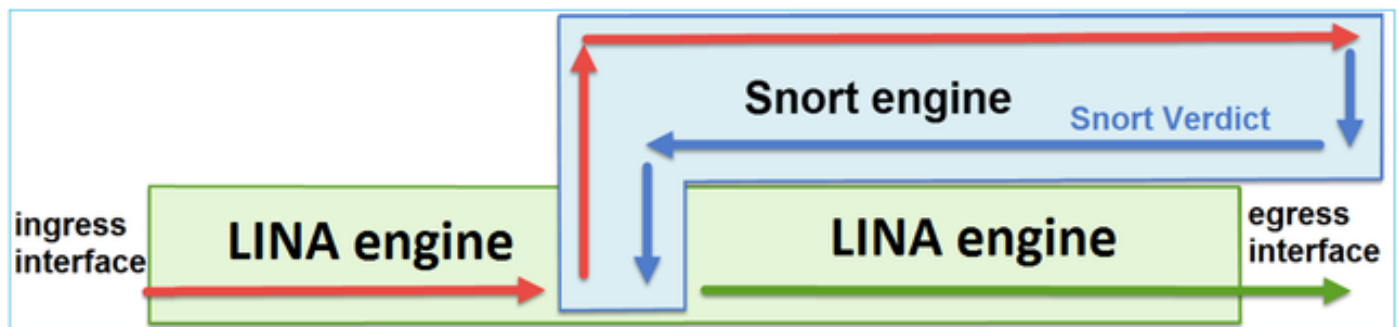 Snort engine
Snort Verdict
ingress
interface
LINA engine
LINA engine
egress
interface